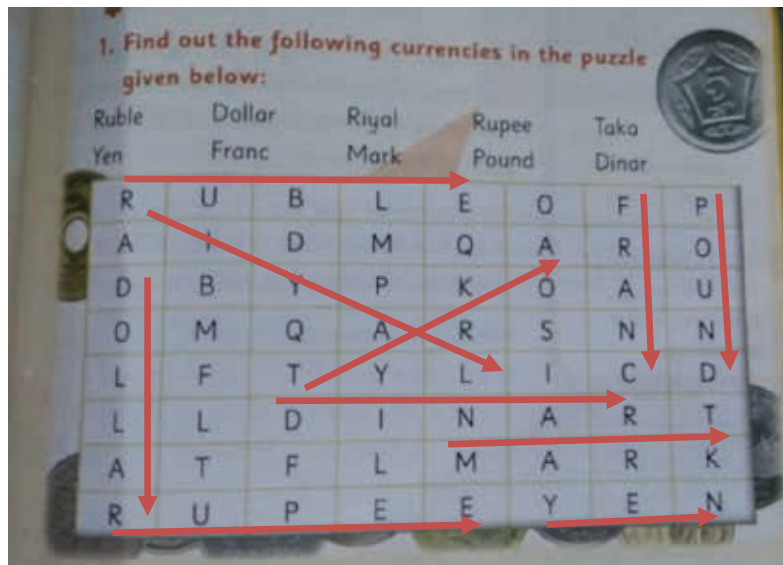 1. Find out the following currencies in the puzzle
given below:
Ruble Dollar Riyal Rupee Taka
Yen Franc Mark Pound Dinar
R U B L E O F P
A I D M Q A R O
D B Y P K O A U
O M Q A R S N N
L F T Y L I C D
L L D I N A R T
A T F L M A R K
R U P E E Y E N